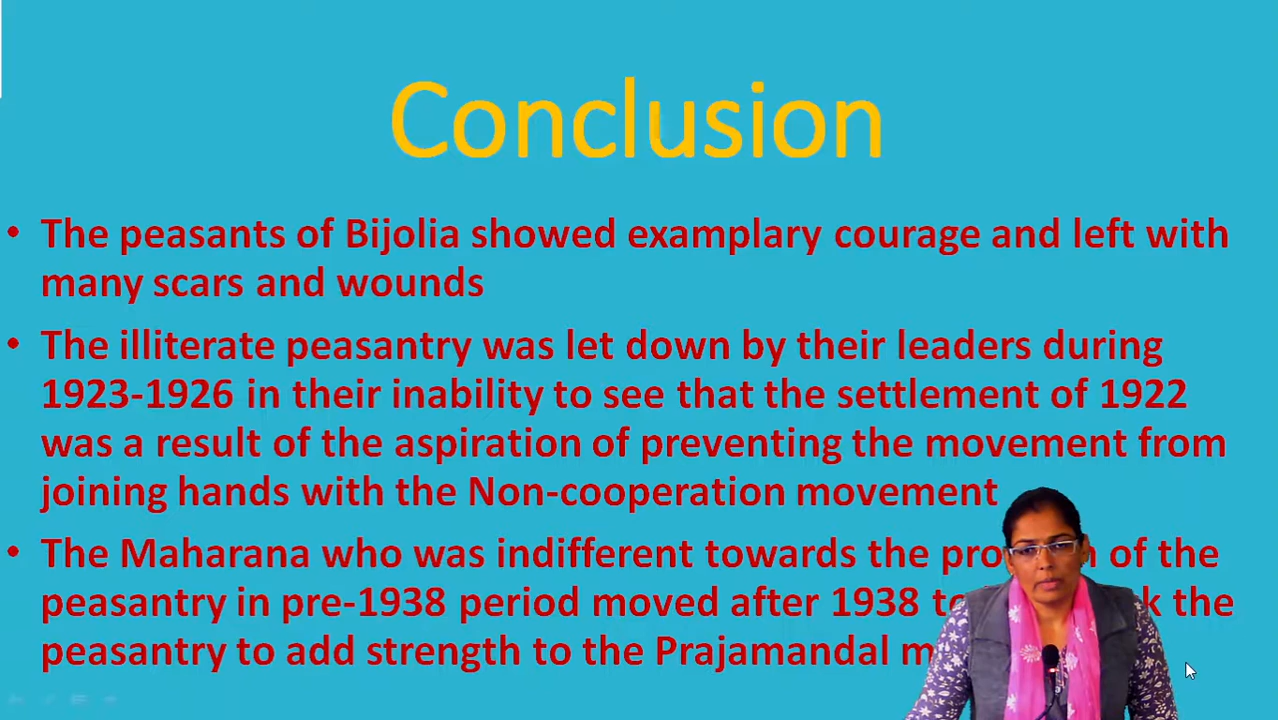 Conclusion
• The peasants of Bijolia showed examplary courage and left with
many scars and wounds
• The illiterate peasantry was let down by their leaders during
1923-1926 in their inability to see that the settlement of 1922
was a result of the aspiration of preventing the movement from
joining hands with the Non-cooperation movement
• The Maharana who was indifferent towards the of the
peasantry in pre-1938 period moved after 1938 the
peasantry to add strength to the Prajamandal